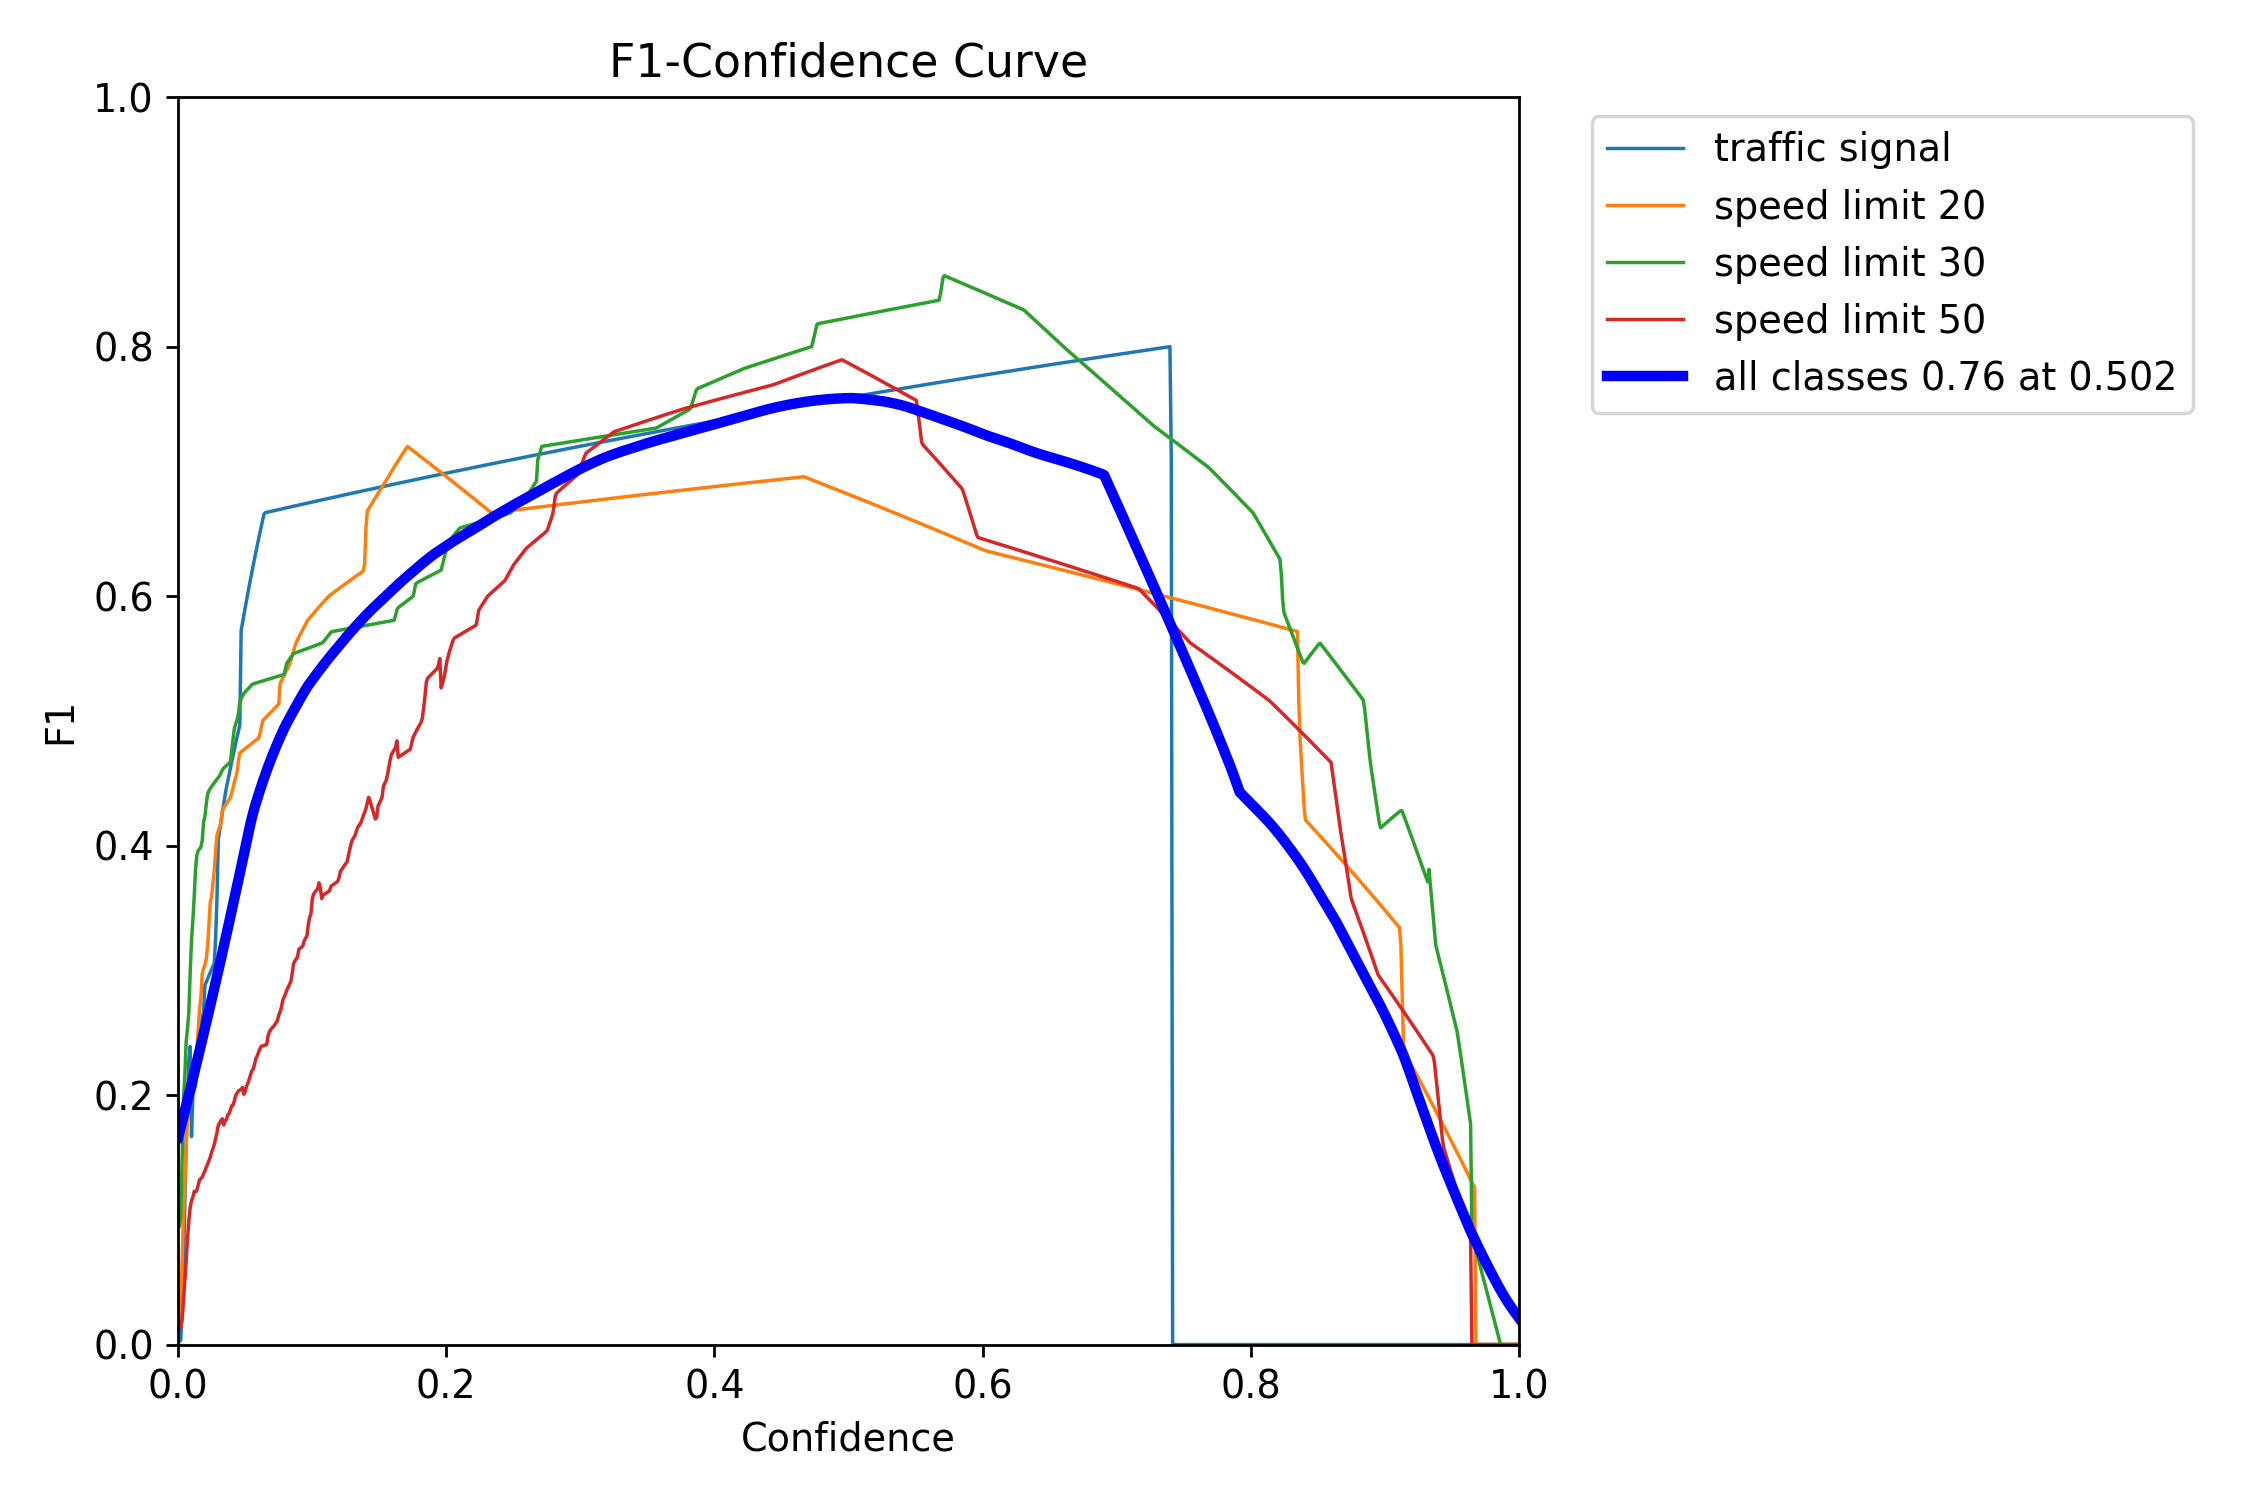 F1-Confidence Curve
1.0
0.8
0.6
0.4
0.2
0.0
F1
0.0 0.2 0.4 0.6 0.8 1.0
Confidence
traffic signal
speed limit 20
speed limit 30
speed limit 50
all classes 0.76 at 0.502